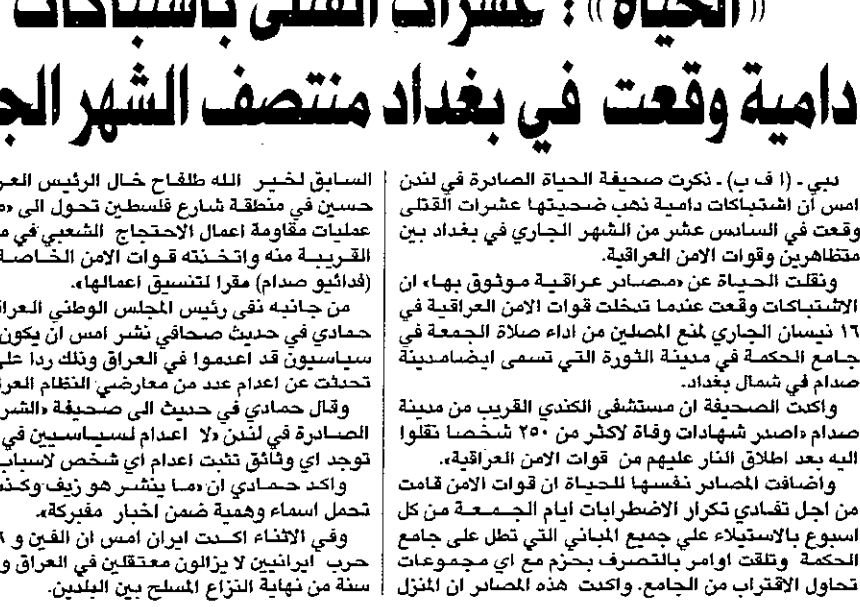 «الحياة» : عشرات القتلى باشتباكات
دامية وقعت في بغداد منتصف الشهر
دبي ـ (ا ف ب) ـ ذكرت صحيفة الحياة الصادرة في لندن
امس ان اشتباكات دامية ذهب ضحيتها عشرات القتلى
وقعت في السادس عشر من الشهر الجاري في بغداد بين
متظاهرين وقوات الامن العراقية.
ونقلت الحياة عن «مصادر عراقية موثوق بها» ان
الاشتباكات وقعت عندما تدخلت قوات الامن العراقية في
١٦ نيسان الجاري لمنع المصلين من اداء صلاة الجمعة في
جامع الحكمة في مدينة الثورة التي تسمى ايضامدينة
صدام في شمال بغداد.
واكدت الصحيفة ان مستشفى الكندي القريب من مدينة
صدام «اصدر شهادات وفاة لاكثر من ٢٥٠ شخصا نقلوا
اليه بعد اطلاق النار عليهم من قوات الامن العراقية».
واضافت المصادر نفسها للحياة ان قوات الامن قامت
من اجل تفادي تكرار الاضطرابات ايام الجمعة من كل
اسبوع بالاستيلاء علي جميع المباني التي تطل على جامع
الحكمة وتلقت اوامر بالتصرف بحزم مع اي مجموعات
تحاول الاقتراب من الجامع. واكدت هذه المصادر ان المنزل
السابق لخير الله طلفاح خال الرئيس
حسين في منطقة شارع فلسطين تحول الى
عمليات مقاومة اعمال الاحتجاج الشعبي في
القريبة منه واتخذته قوات الامن الخاصة
(فدائيو صدام) مقرا لتنسيق اعمالها».
من جانبه نفى رئيس المجلس الوطني
حمادي في حديث صحافي نشر امس ان يكون
سياسيون قد اعدموا في العراق وذلك ردا
تحدثت عن اعدام عدد من معارضي النظام
وقال حمادي في حديث الى صحيفة
الصادرة في لندن «لا اعدام لسياسيين في
توجد اي وثائق تثبت اعدام اي شخص
واكد حمادي ان «ما ينشر هو زيف
تحمل اسماء وهمية ضمن اخبار مفبركة».
وفي الاثناء اكدت ايران امس ان الفين و
حرب ايرانيين لا يزالون معتقلين في العراق
سنة من نهاية النزاع المسلح بين البلدين.